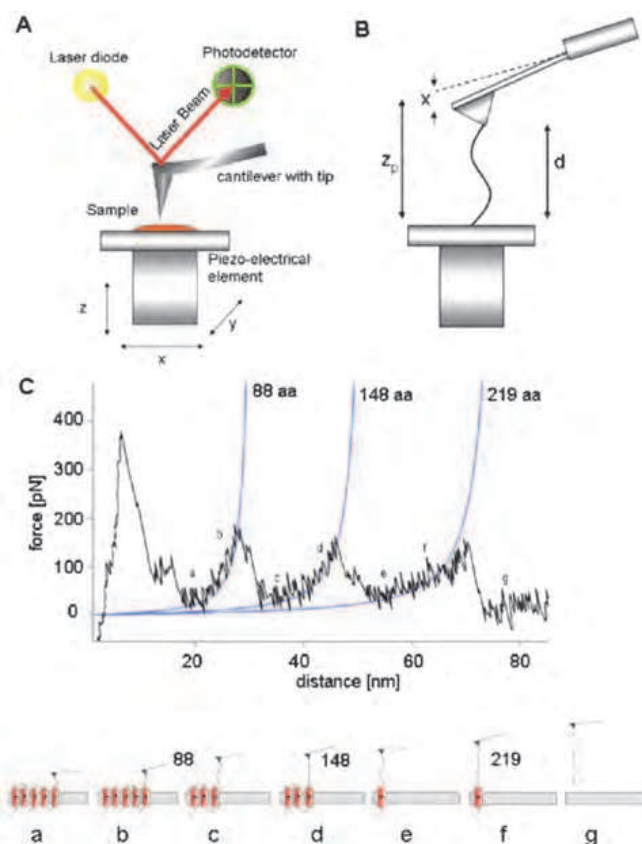 A
Laser diode
Photodetector
Laser Beam
cantilever with tip
Sample
Piezo-electrical
element
z
y
x
B
x
z_p
d
C
88 aa
148 aa
219 aa
400
300
200
100
0
force [pN]
a
b
c
d
e
f
g
20
40
60
80
distance [nm]
88
148
219
a
b
c
d
e
f
g